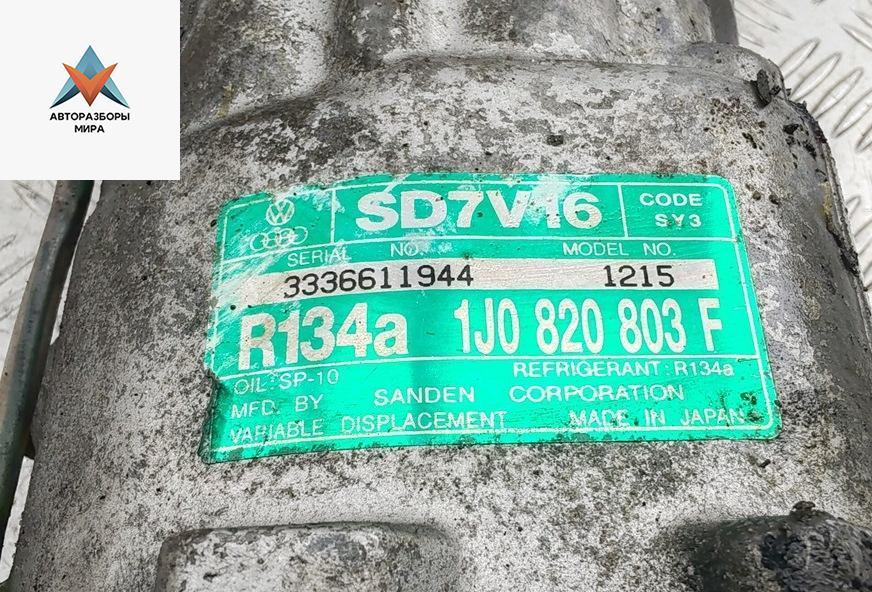 АВТОРАЗБОРЫ
МИРА
SD7V16
CODE
SY3
SERIAL NO.
MODEL NO.
3336611944
1215
R134a
1J0 820 803 F
OIL: SP-10
REFRIGERANT: R134a
MFD. BY SANDEN CORPORATION
VARIABLE DISPLACEMENT
MADE IN JAPAN